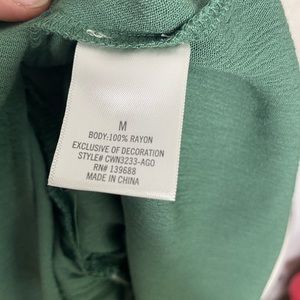 M
BODY:100% RAYON
EXCLUSIVE OF DECORATION
STYLE# CWN3233-AGO
RN# 139688
MADE IN CHINA